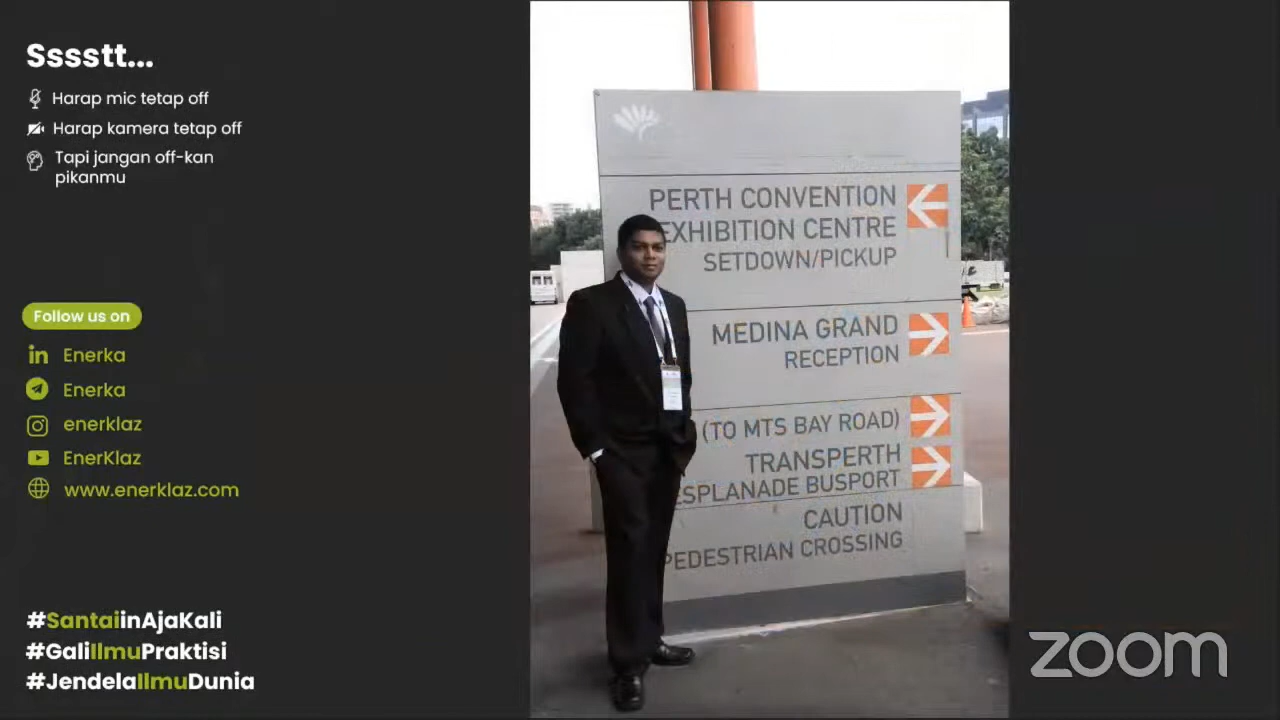 Sssstt...
Harap mic tetap off
Harap kamera tetap off
Tapi jangan off-kan
pikanmu
Follow us on
Enerka
Enerka
enerklaz
EnerKlaz
www.enerklaz.com
#SantaiinAjaKali
#GaliIlmuPraktisi
#JendelaIlmuDunia
PERTH CONVENTION
EXHIBITION CENTRE
SETDOWN/PICKUP
MEDINA GRAND
RECEPTION
(TO MTS BAY ROAD)
TRANSPERTH
ESPLANADE BUSPORT
CAUTION
PEDESTRIAN CROSSING
zoom